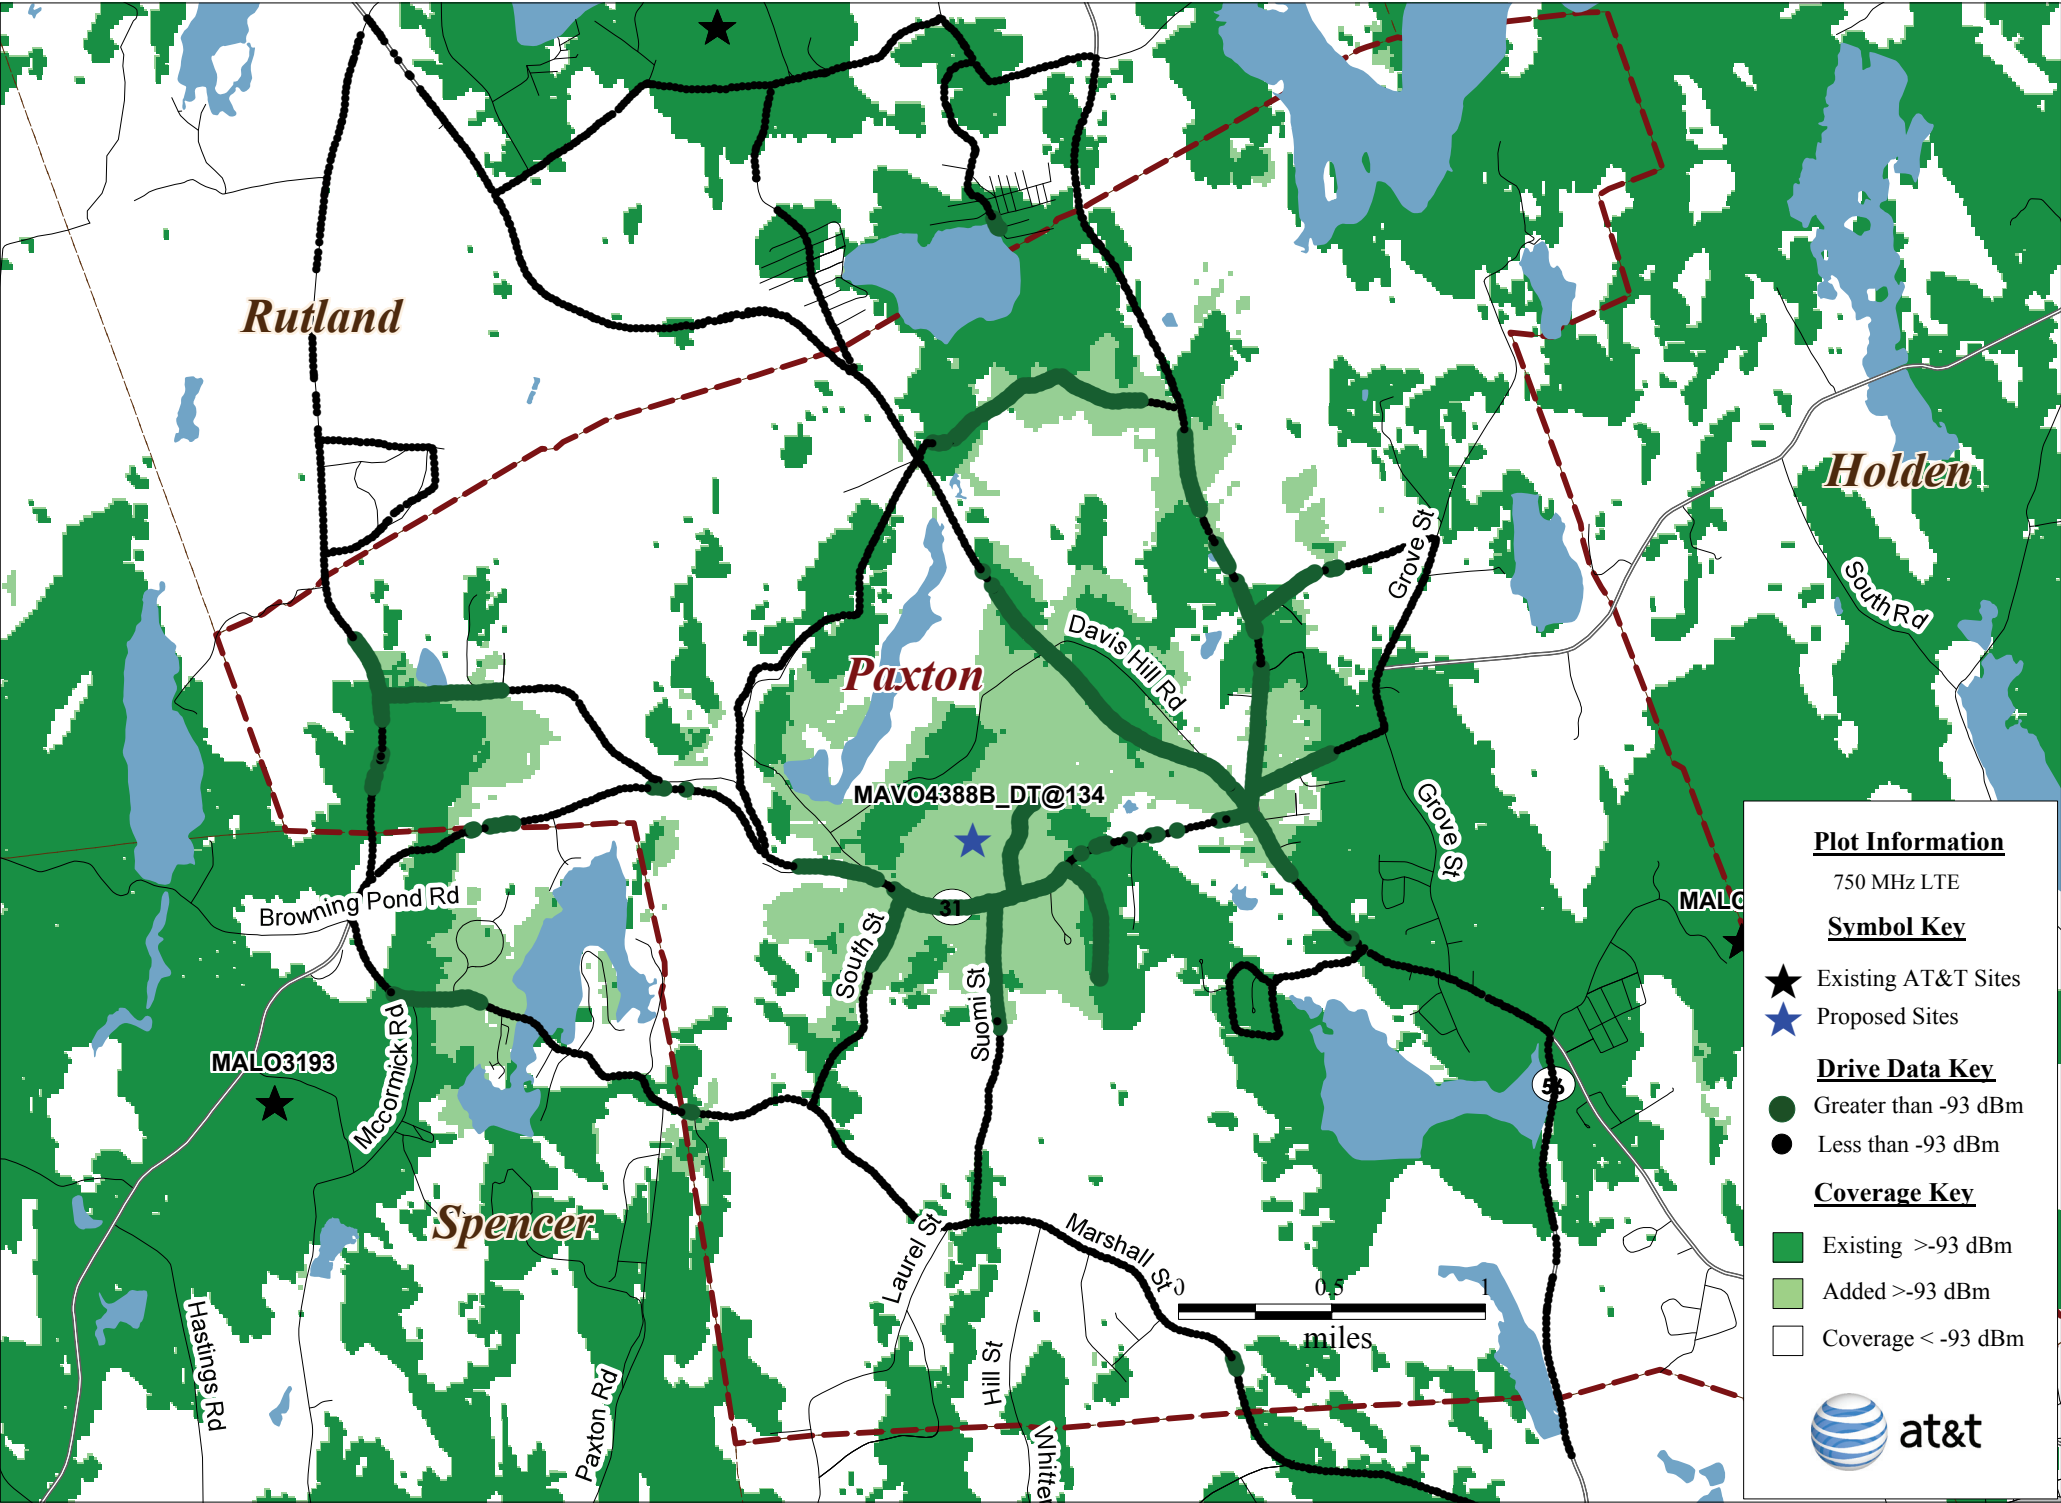 Rutland
Holden
Grove St
South Rd
Davis Hill Rd
Paxton
MAVO4388B_DT@134
Grove St
Browning Pond Rd
31
South St
Suomi St
MALO3193
Mccormick Rd
56
Spencer
Laurel St
Marshall St
0 0.5 1
miles
Hastings Rd
Paxton Rd
Hill St
Whitter
MALO
Plot Information
750 MHz LTE
Symbol Key
Existing AT&T Sites
Proposed Sites
Drive Data Key
Greater than -93 dBm
Less than -93 dBm
Coverage Key
Existing >-93 dBm
Added >-93 dBm
Coverage < -93 dBm
at&t